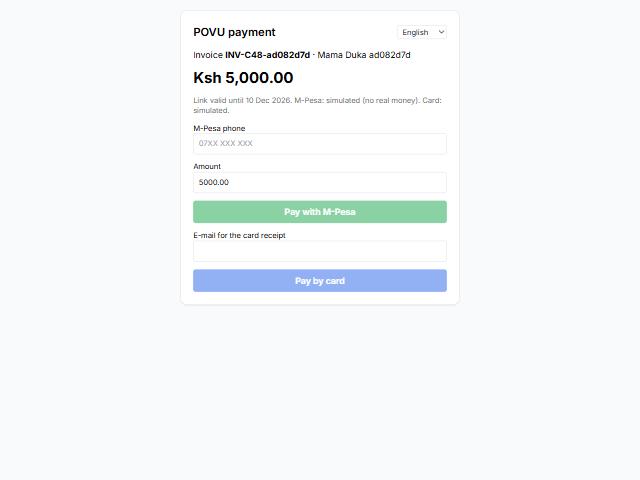 POVU payment
English
Invoice INV-C48-ad082d7d · Mama Duka ad082d7d
Ksh 5,000.00
Link valid until 10 Dec 2026. M-Pesa: simulated (no real money). Card:
simulated.
M-Pesa phone
07XX XXX XXX
Amount
5000.00
Pay with M-Pesa
E-mail for the card receipt
Pay by card